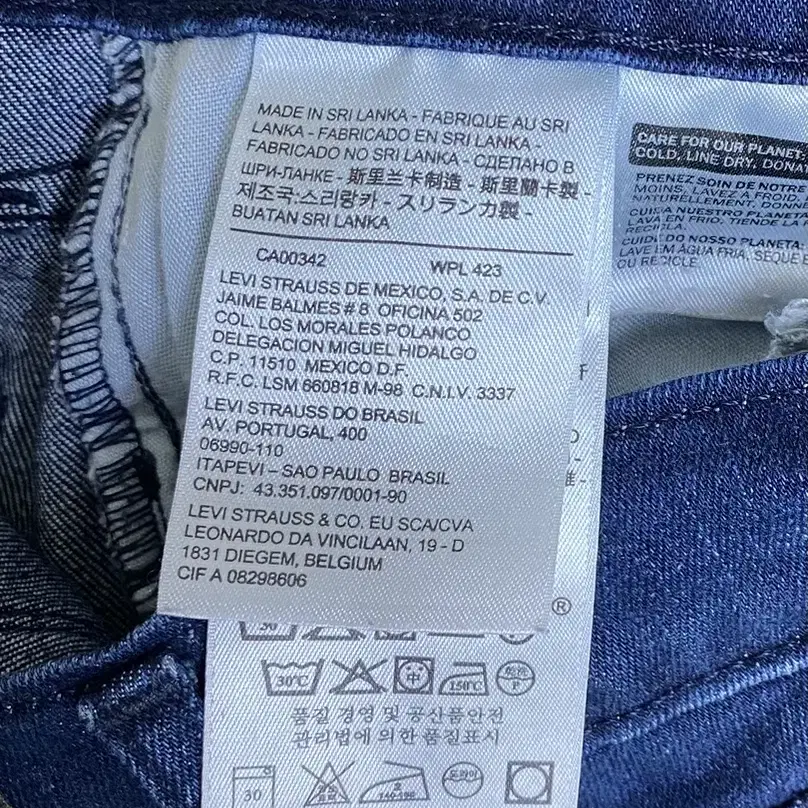 MADE IN SRI LANKA - FABRIQUE AU SRI
LANKA - FABRICADO EN SRI LANKA -
FABRICADO NO SRI LANKA - СДЕЛАНО В
ШРИ-ЛАНКЕ - 斯里兰卡制造 - 斯里蘭卡製 -
제조국:스리랑카 - スリランカ製 -
BUATAN SRI LANKA
CA00342 WPL 423
LEVI STRAUSS DE MEXICO, S.A. DE C.V.
JAIME BALMES # 8 OFICINA 502
COL. LOS MORALES POLANCO
DELEGACION MIGUEL HIDALGO
C.P. 11510 MEXICO D.F.
R.F.C. LSM 660818 M-98 C.N.I.V. 3337
LEVI STRAUSS DO BRASIL
AV. PORTUGAL, 400
06990-110
ITAPEVI – SAO PAULO BRASIL
CNPJ: 43.351.097/0001-90
LEVI STRAUSS & CO. EU SCA/CVA
LEONARDO DA VINCILAAN, 19 - D
1831 DIEGEM, BELGIUM
CIF A 08298606
®
30°C 中 150°C P
품질 경영 및 공산품안전
관리법에 의한 품질표시
30 140-160 드라이
CARE FOR OUR PLANET:
COLD, LINE DRY, DONA
PRENEZ SOIN DE NOTRE
MOINS, LAVEZ À FROID,
NATURELLEMENT, DONN
CUIDA NUESTRO PLANETA
LAVA EN FRÍO, TIENDE LA
RECICLA.
CUIDE DO NOSSO PLANETA
LAVE EM ÁGUA FRIA, SEQUE E
OU RECICLE